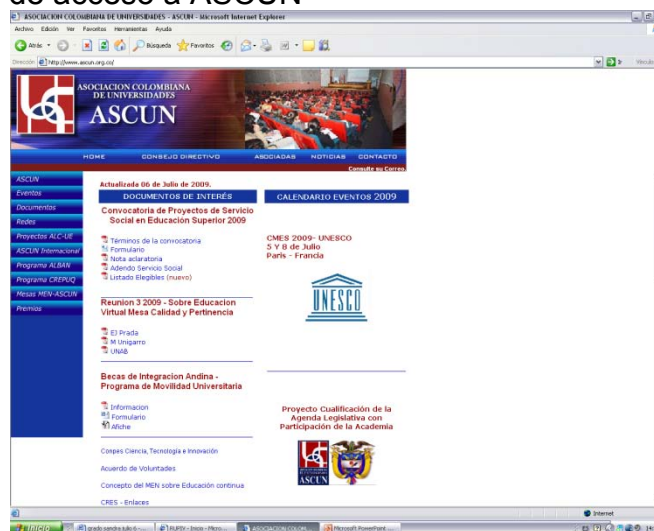 de acceso a ASCUN
ASOCIACION COLOMBIANA DE UNIVERSIDADES - ASCUN - Microsoft Internet Explorer
Archivo Edición Ver Favoritos Herramientas Ayuda
Atrás Búsqueda Favoritos
Dirección http://www.ascun.org.co/
ASOCIACION COLOMBIANA
DE UNIVERSIDADES
ASCUN
HOME CONSEJO DIRECTIVO ASOCIADAS NOTICIAS CONTACTO
Consulte su Correo
ASCUN
Eventos
Documentos
Redes
Proyectos ALC-UE
ASCUN Internacional
Programa ALBAN
Programa CREPUQ
Mesas MEN-ASCUN
Premios
Actualizada 06 de Julio de 2009.
DOCUMENTOS DE INTERÉS
Convocatoria de Proyectos de Servicio
Social en Educación Superior 2009
Términos de la convocatoria
Formulario
Nota aclaratoria
Adendo Servicio Social
Listado Elegibles (nuevo)
Reunion 3 2009 - Sobre Educacion
Virtual Mesa Calidad y Pertinencia
EJ Prada
M Unigarro
UNAB
Becas de Integracion Andina -
Programa de Movilidad Universitaria
Informacion
Formulario
Afiche
Conpes Ciencia, Tecnología e Innovación
Acuerdo de Voluntades
Concepto del MEN sobre Educación continua
CRES - Enlaces
CALENDARIO EVENTOS 2009
CMES 2009- UNESCO
5 Y 8 de Julio
Paris - Francia
UNESCO
Proyecto Cualificación de la
Agenda Legislativa con
Participación de la Academia
ASCUN
Internet
Inicio grado sandra julio 6 -... ASOCIACION COLOM... Microsoft PowerPoint ...